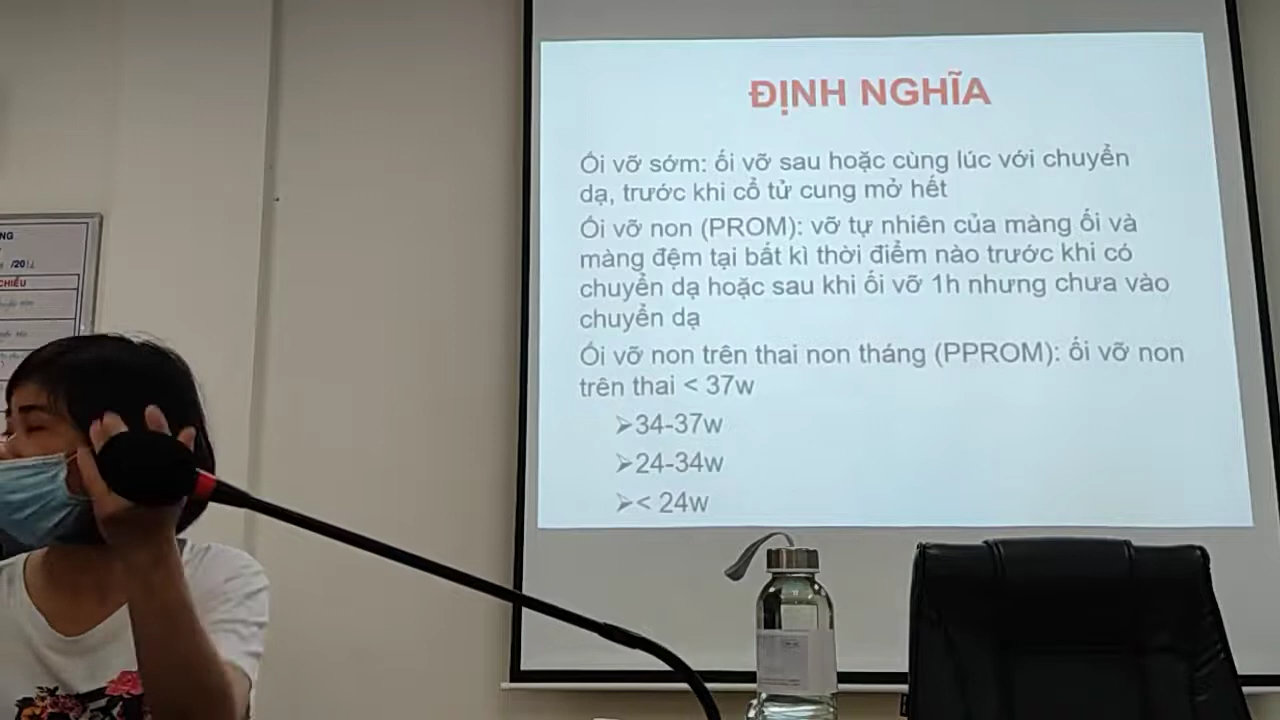 ĐỊNH NGHĨA
Ối vỡ sớm: ối vỡ sau hoặc cùng lúc với chuyển
dạ, trước khi cổ tử cung mở hết
Ối vỡ non (PROM): vỡ tự nhiên của màng ối và
màng đệm tại bất kì thời điểm nào trước khi có
chuyển dạ hoặc sau khi ối vỡ 1h nhưng chưa vào
chuyển dạ
Ối vỡ non trên thai non tháng (PPROM): ối vỡ non
trên thai < 37w
➢34-37w
➢24-34w
➢< 24w
NG
/20
CHIỀU